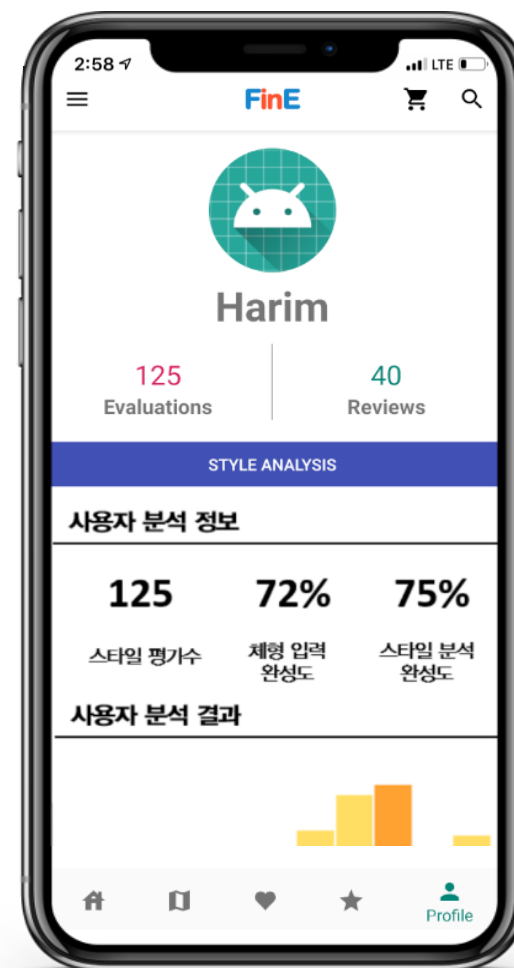 2:58
LTE
FinE
Harim
125
40
Evaluations
Reviews
STYLE ANALYSIS
사용자 분석 정보
125
72%
75%
스타일 평가수
체형 입력
완성도
스타일 분석
완성도
사용자 분석 결과
Profile